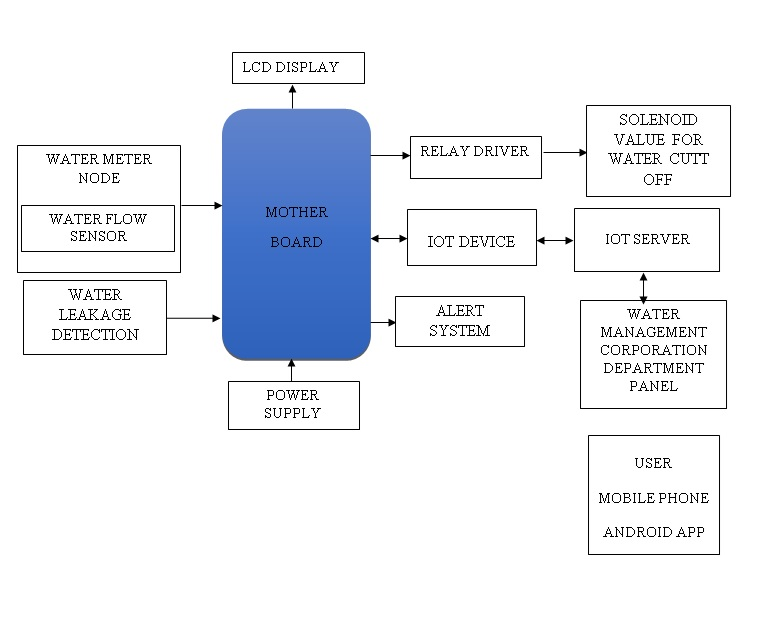 LCD DISPLAY
WATER METER
NODE
WATER FLOW
SENSOR
WATER
LEAKAGE
DETECTION
MOTHER
BOARD
POWER
SUPPLY
RELAY DRIVER
SOLENOID
VALUE FOR
WATER CUTT
OFF
IOT DEVICE
IOT SERVER
ALERT
SYSTEM
WATER
MANAGEMENT
CORPORATION
DEPARTMENT
PANEL
USER
MOBILE PHONE
ANDROID APP